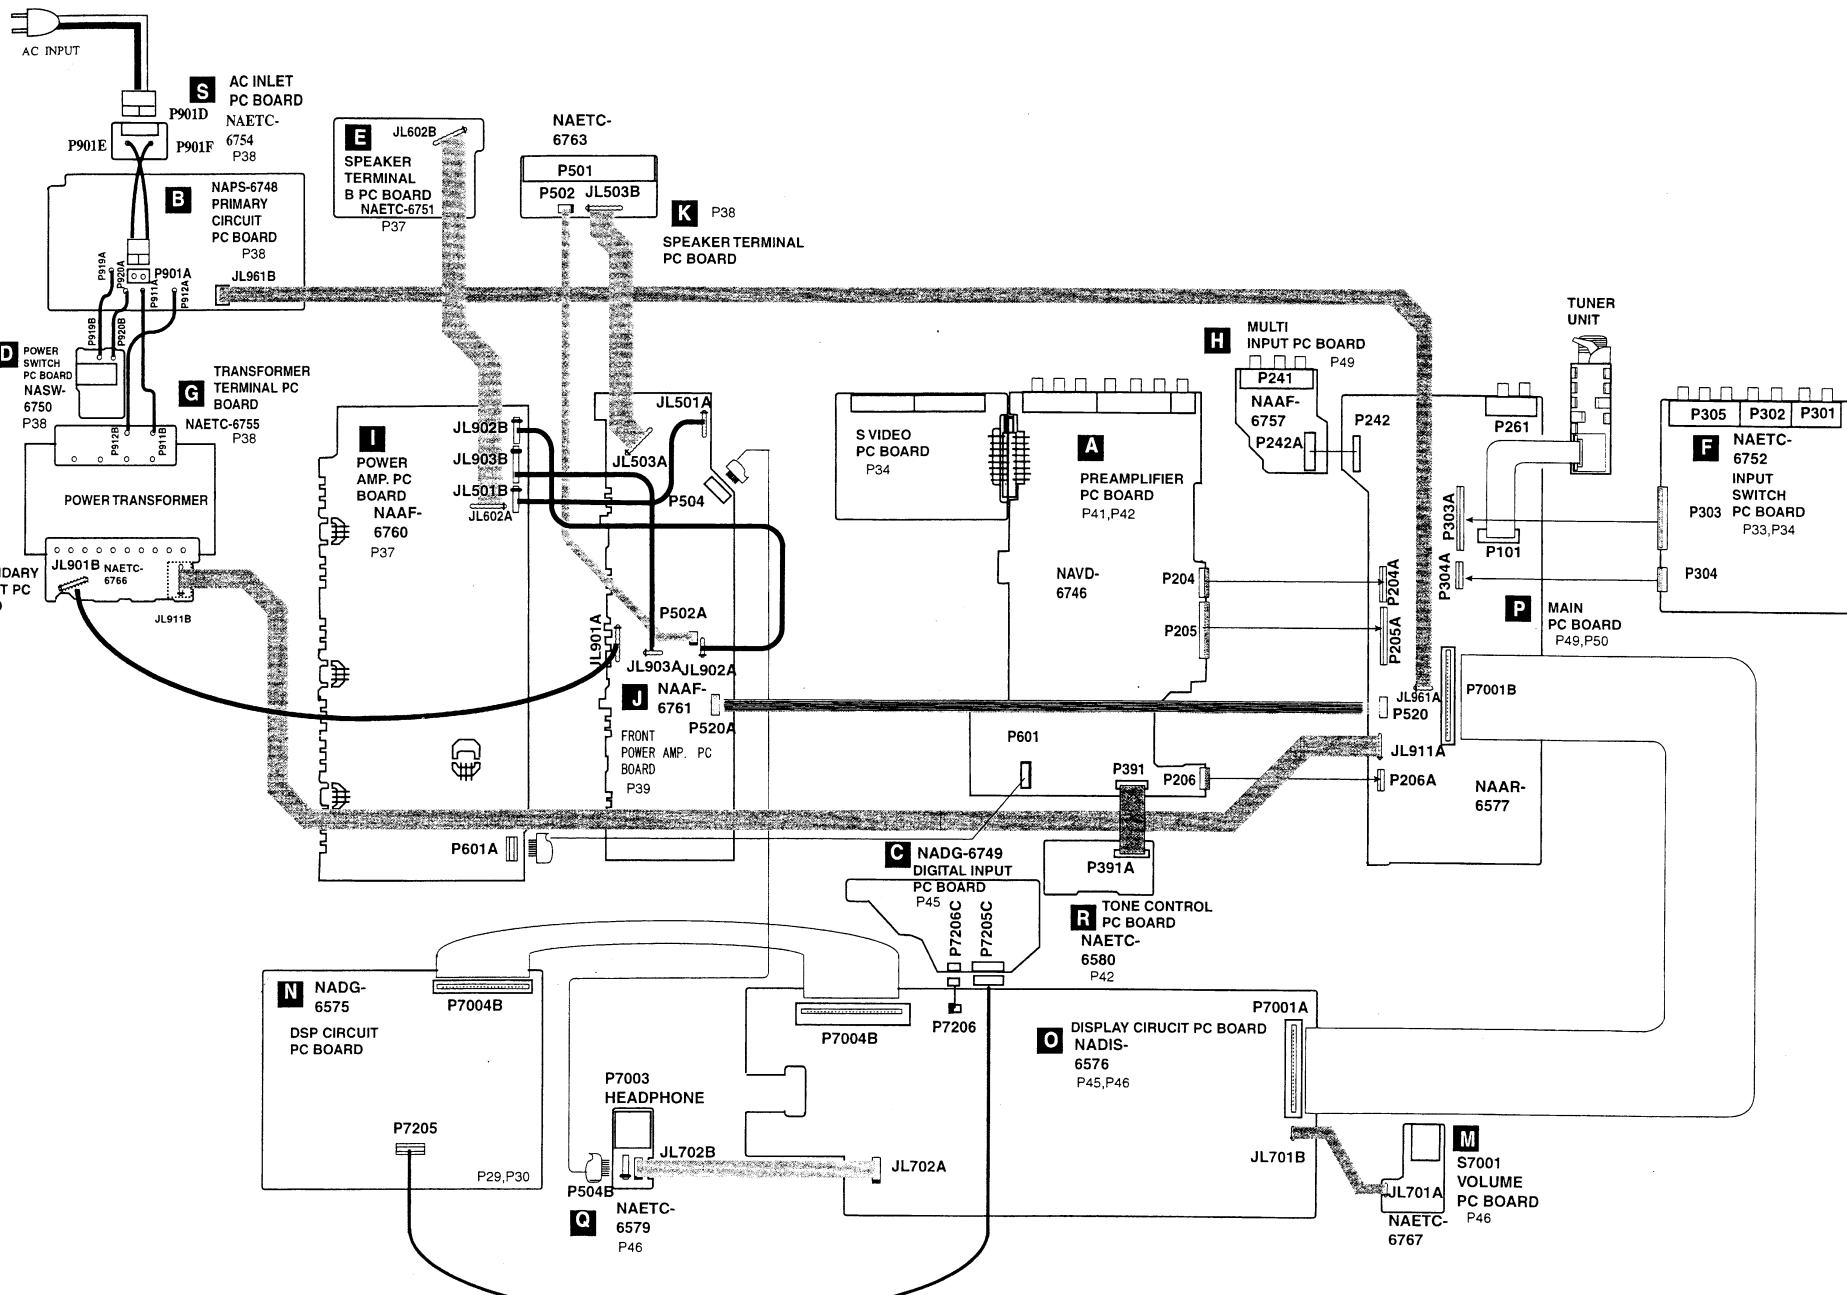 AC INPUT
S
AC INLET
PC BOARD
NAETC-
6754
P38
P901D
P901E
P901F
B
NAPS-6748
PRIMARY
CIRCUIT
PC BOARD
P38
P919A
P920A
P901A
P911A
P912A
JL961B
P919B
P920B
D
POWER
SWITCH
PC BOARD
NASW-
6750
P38
G
TRANSFORMER
TERMINAL PC
BOARD
NAETC-6755
P38
P912B
P911B
POWER TRANSFORMER
JL901B
NAETC-
6766
JL911B
NDARY
T PC
E
JL602B
SPEAKER
TERMINAL
B PC BOARD
NAETC-6751
P37
NAETC-
6763
P501
P502
JL503B
K
P38
SPEAKER TERMINAL
PC BOARD
I
POWER
AMP. PC
BOARD
NAAF-
6760
P37
JL902B
JL903B
JL501B
JL602A
P601A
JL501A
JL503A
P504
P502A
JL901A
JL903A
JL902A
J
NAAF-
6761
P520A
FRONT
POWER AMP. PC
BOARD
P39
S VIDEO
PC BOARD
P34
A
PREAMPLIFIER
PC BOARD
P41,P42
NAVD-
6746
P204
P205
P601
P391
P206
H
MULTI
INPUT PC BOARD
P49
P241
NAAF-
6757
P242A
P242
P261
TUNER
UNIT
P303A
P101
P304A
P204A
P205A
P
MAIN
PC BOARD
P49,P50
JL961A
P520
P7001B
JL911A
P206A
NAAR-
6577
P305
P302
P301
F
NAETC-
6752
INPUT
SWITCH
PC BOARD
P33,P34
P303
P304
C
NADG-6749
DIGITAL INPUT
PC BOARD
P45
P7206C
P7205C
P391A
R
TONE CONTROL
PC BOARD
NAETC-
6580
P42
N
NADG-
6575
DSP CIRCUIT
PC BOARD
P7004B
P7205
P29,P30
P7004B
P7206
O
DISPLAY CIRUCIT PC BOARD
NADIS-
6576
P45,P46
P7001A
P7003
HEADPHONE
JL702B
JL702A
P504B
Q
NAETC-
6579
P46
JL701B
M
S7001
VOLUME
PC BOARD
P46
JL701A
NAETC-
6767